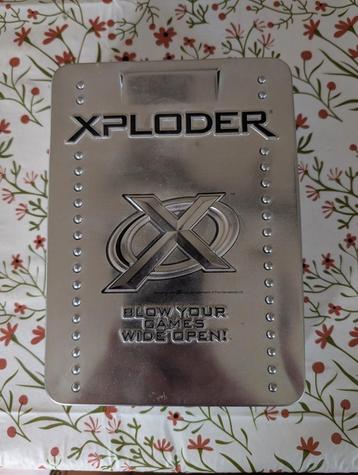 XPLODER
X
BLOW YOUR
GAMES
WIDE OPEN!